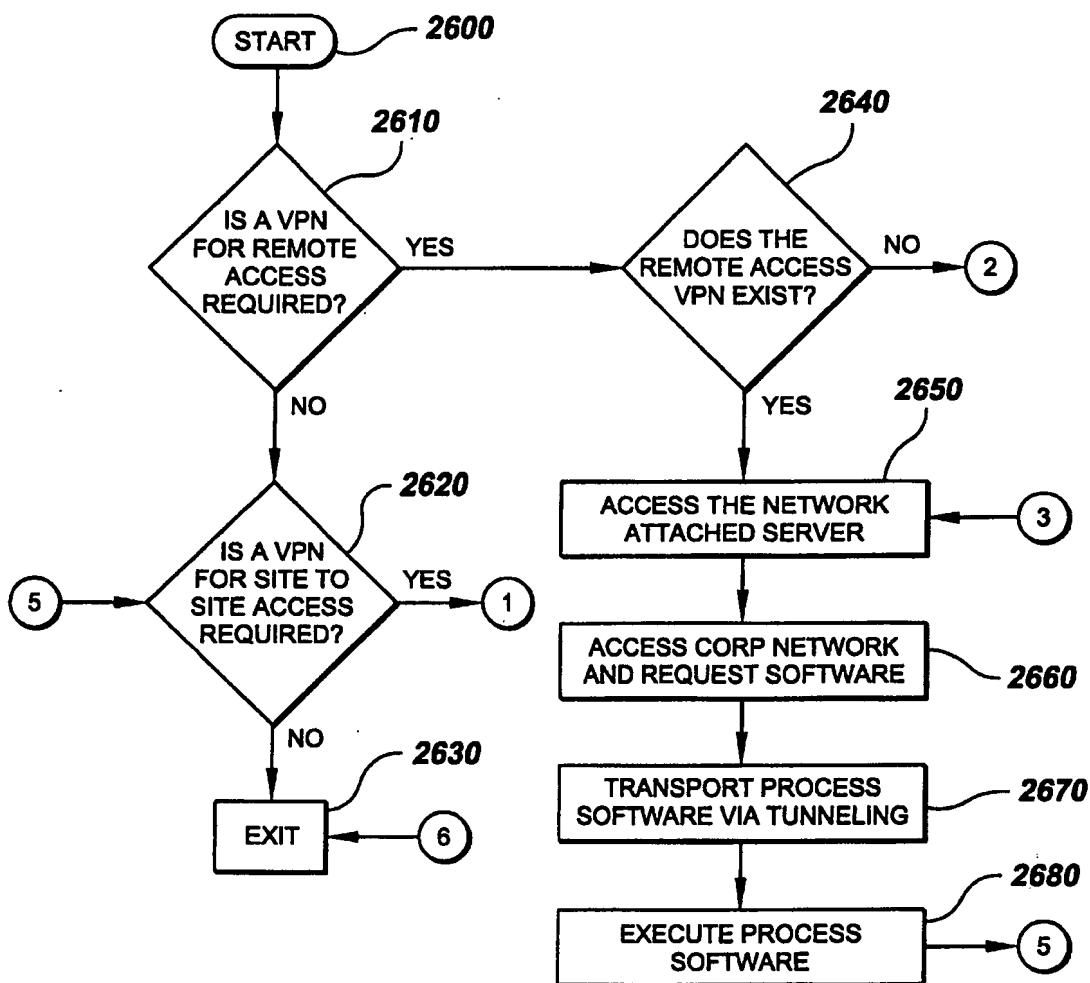 START
2600
2610
IS A VPN
FOR REMOTE
ACCESS
REQUIRED?
YES
NO
2640
DOES THE
REMOTE ACCESS
VPN EXIST?
NO
2
YES
2620
5
IS A VPN
FOR SITE TO
SITE ACCESS
REQUIRED?
YES
1
NO
2630
EXIT
6
2650
ACCESS THE NETWORK
ATTACHED SERVER
3
ACCESS CORP NETWORK
AND REQUEST SOFTWARE
2660
TRANSPORT PROCESS
SOFTWARE VIA TUNNELING
2670
2680
EXECUTE PROCESS
SOFTWARE
5